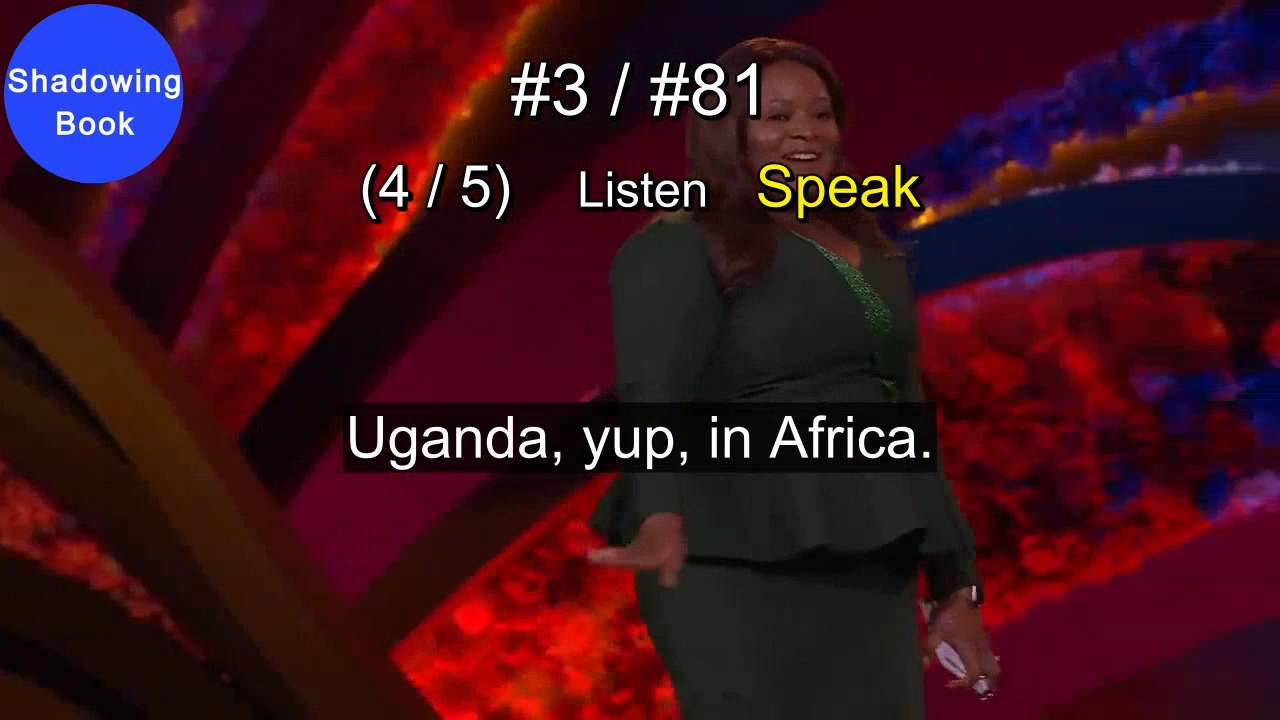 Shadowing
Book
#3 / #81
(4 / 5) Listen Speak
Uganda, yup, in Africa.